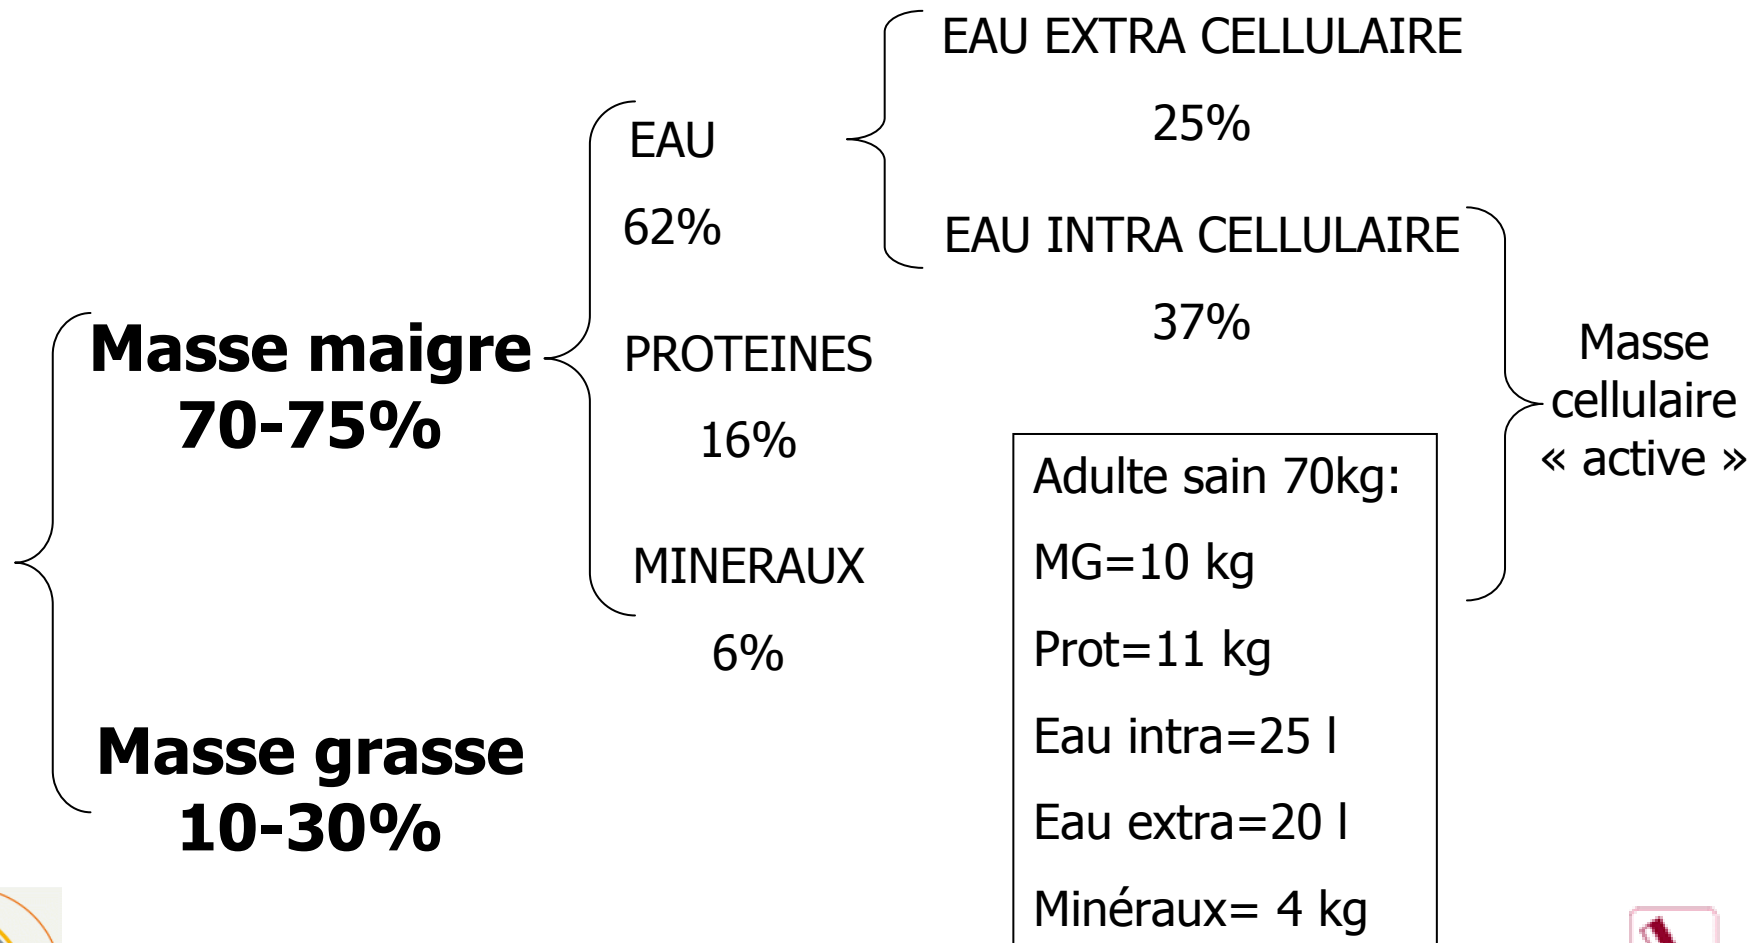 EAU EXTRA CELLULAIRE
25%
EAU
62%
EAU INTRA CELLULAIRE
37%
Masse maigre
70-75%
PROTEINES
16%
MINERAUX
6%
Masse
cellulaire
« active »
Masse grasse
10-30%
Adulte sain 70kg:
MG=10 kg
Prot=11 kg
Eau intra=25 l
Eau extra=20 l
Minéraux= 4 kg